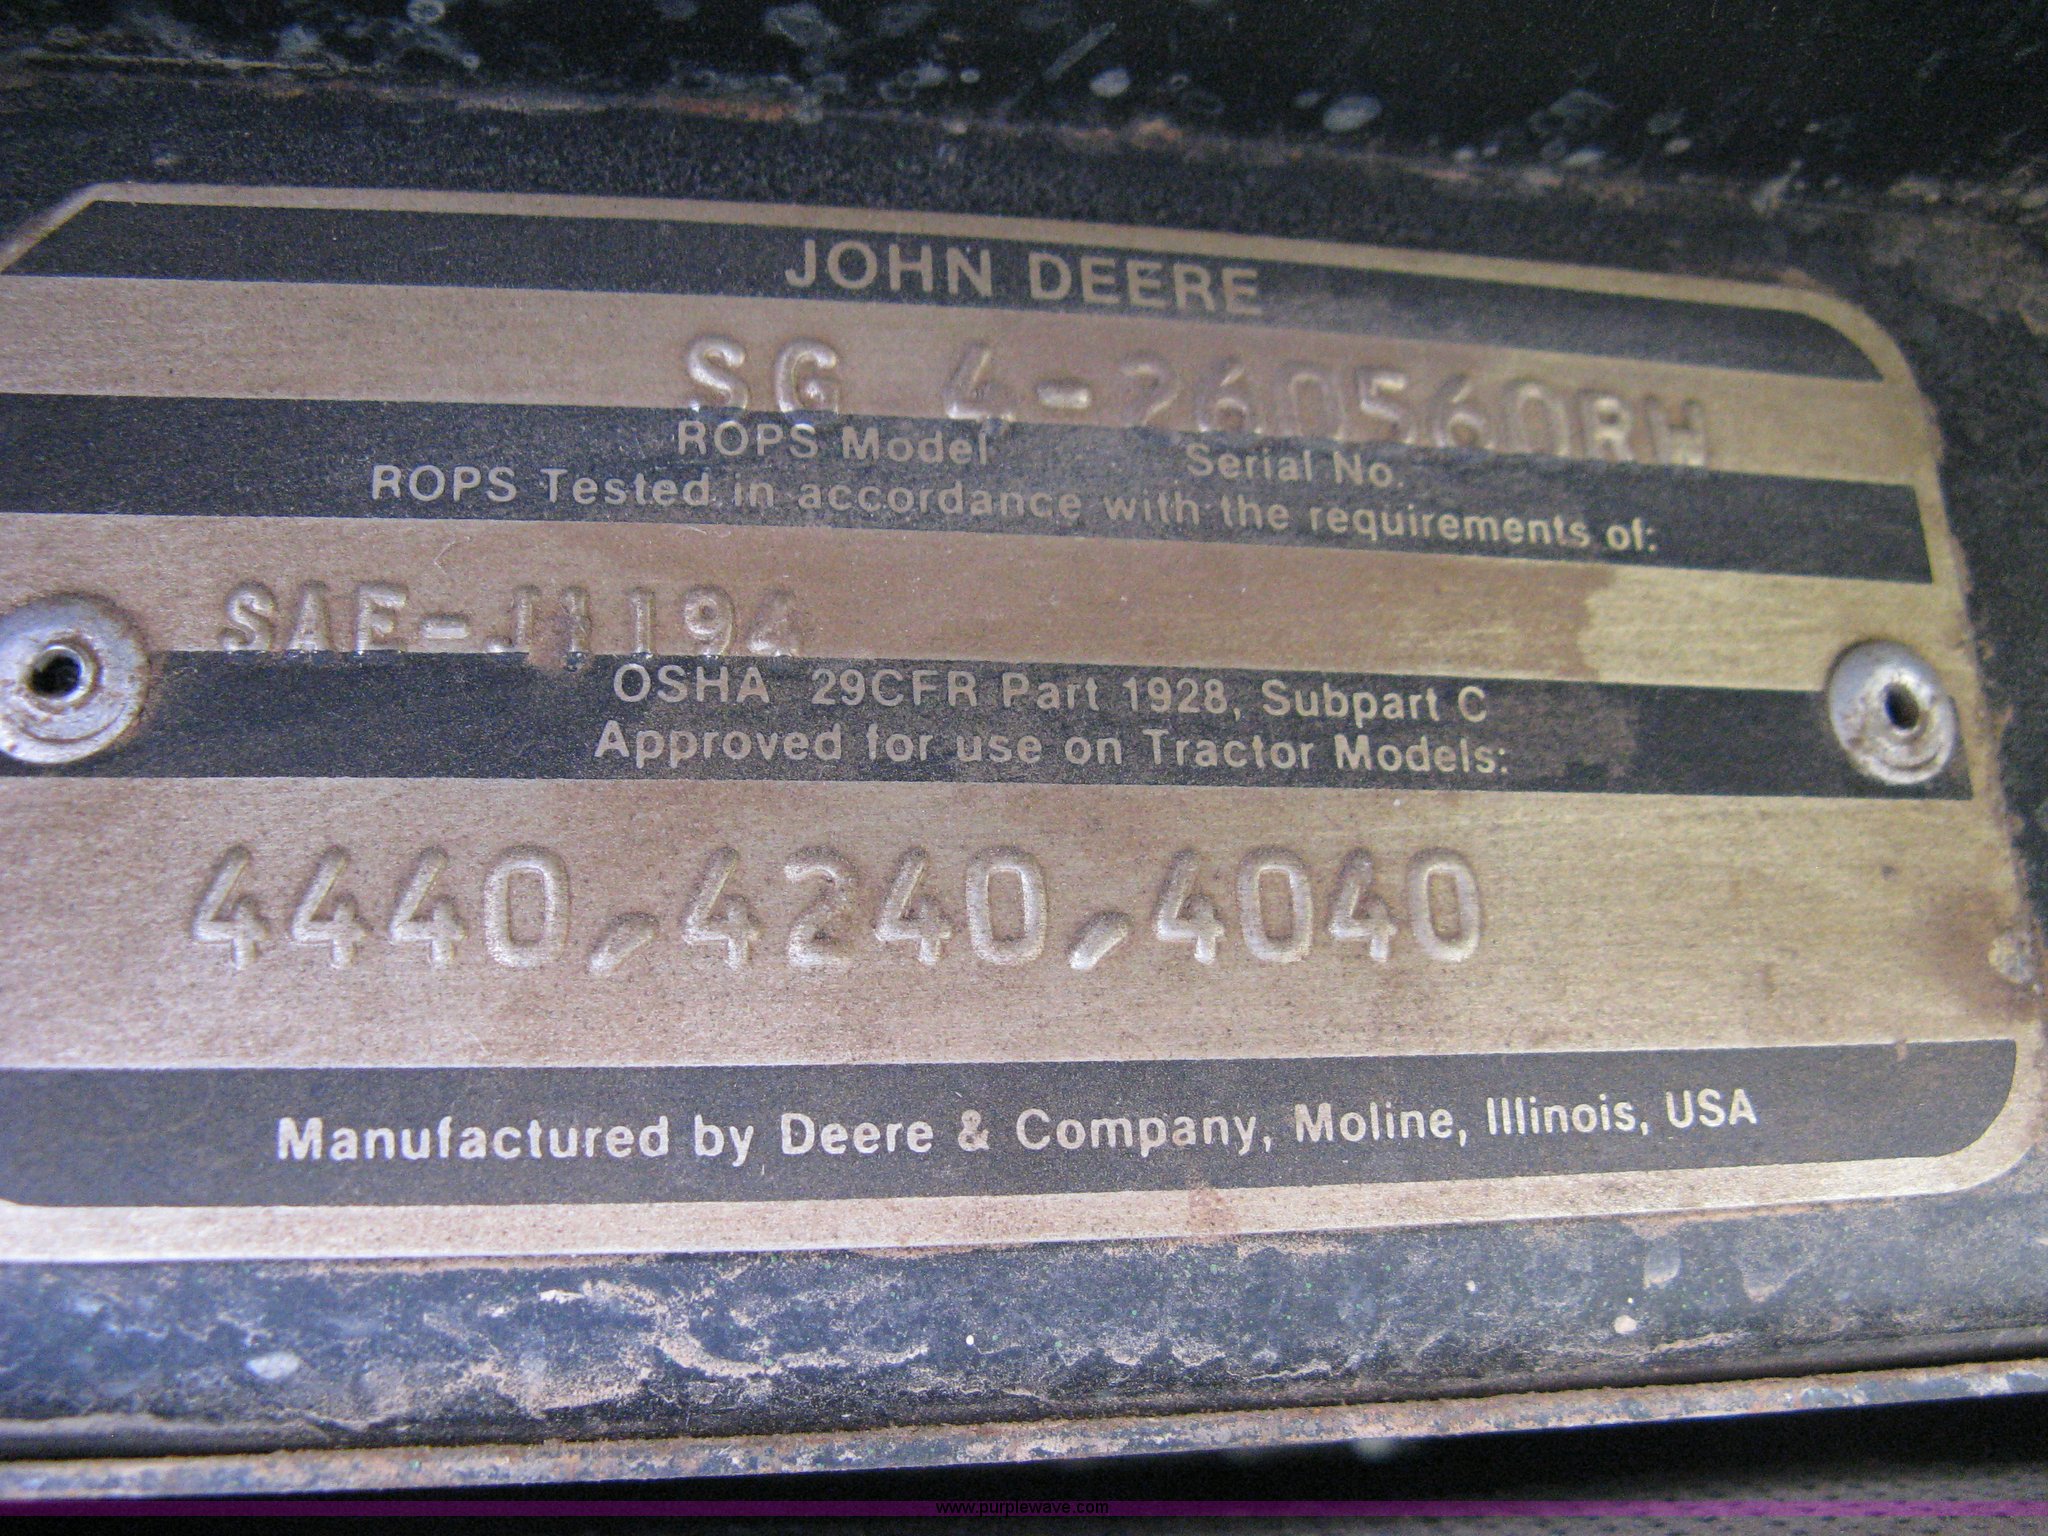 JOHN DEERE
SG 4-260560RW
ROPS Model Serial No.
ROPS Tested in accordance with the requirements of:
SAE-J1194
OSHA 29CFR Part 1928, Subpart C
Approved for use on Tractor Models:
4440,4240,4040
Manufactured by Deere & Company, Moline, Illinois, USA
www.purplewave.com